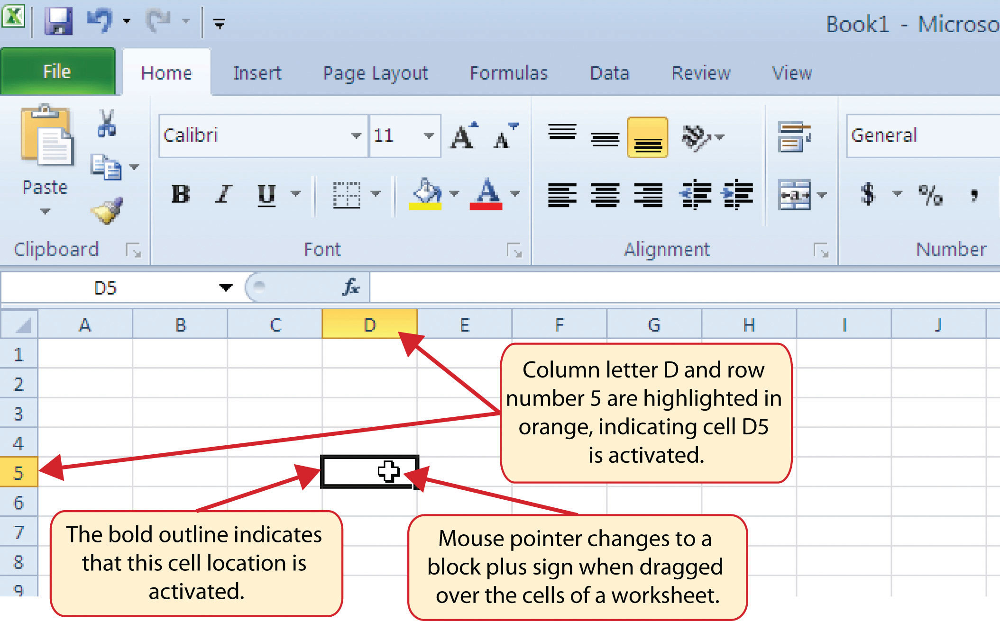 Book1 - Microso
File Home Insert Page Layout Formulas Data Review View
Calibri 11 General
Paste
B I U $ % ,
Clipboard Font Alignment Number
D5 fx
A B C D E F G H I J
1
2
3
4
5
6
7
8
9
Column letter D and row
number 5 are highlighted in
orange, indicating cell D5
is activated.
The bold outline indicates
that this cell location is
activated.
Mouse pointer changes to a
block plus sign when dragged
over the cells of a worksheet.